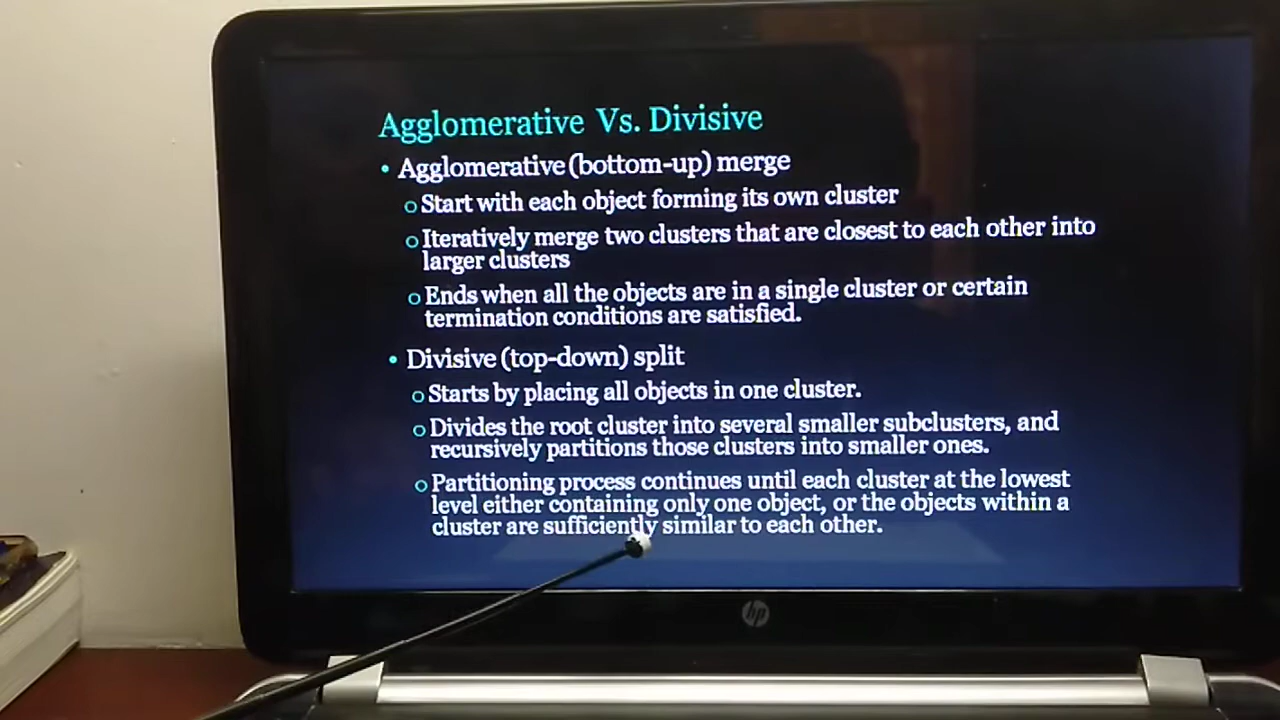 Agglomerative Vs. Divisive
• Agglomerative (bottom-up) merge
o Start with each object forming its own cluster
o Iteratively merge two clusters that are closest to each other into
larger clusters
o Ends when all the objects are in a single cluster or certain
termination conditions are satisfied.
• Divisive (top-down) split
o Starts by placing all objects in one cluster.
o Divides the root cluster into several smaller subclusters, and
recursively partitions those clusters into smaller ones.
o Partitioning process continues until each cluster at the lowest
level either containing only one object, or the objects within a
cluster are sufficiently similar to each other.
hp